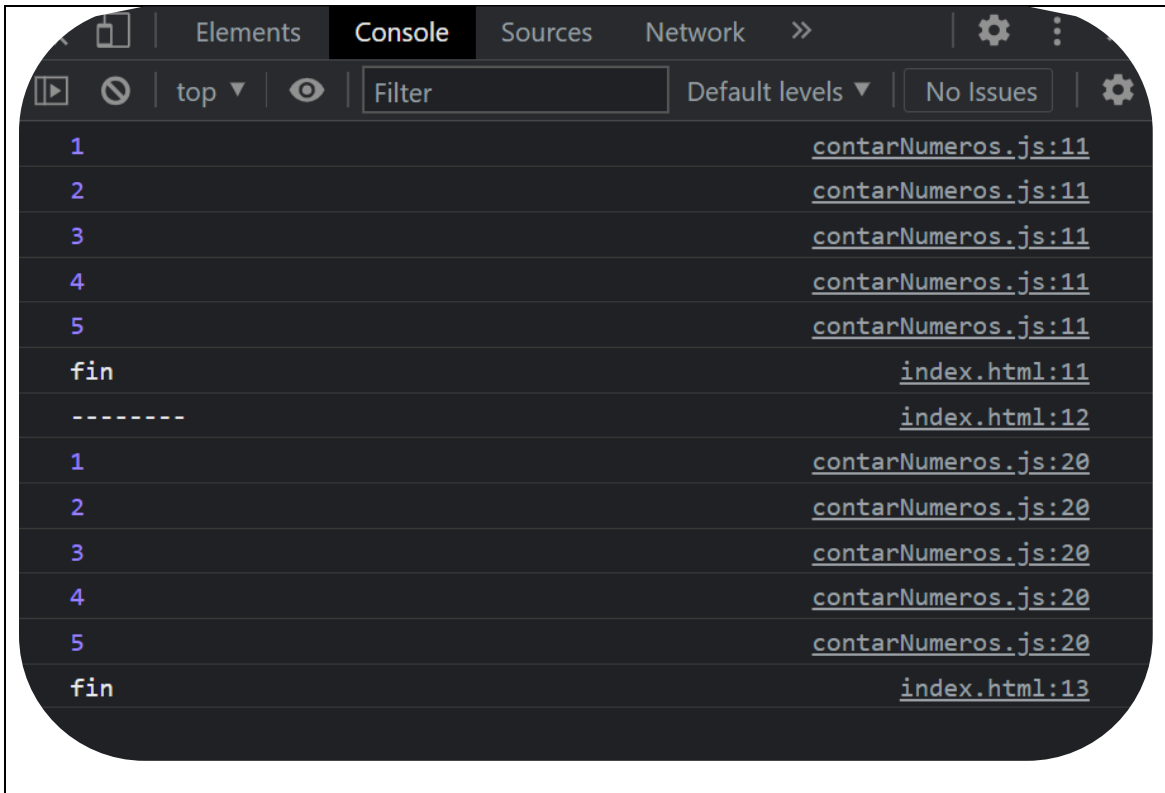 Elements Console Sources Network »
top ▼ Filter Default levels ▼ No Issues
1 contarNumeros.js:11
2 contarNumeros.js:11
3 contarNumeros.js:11
4 contarNumeros.js:11
5 contarNumeros.js:11
fin index.html:11
-------- index.html:12
1 contarNumeros.js:20
2 contarNumeros.js:20
3 contarNumeros.js:20
4 contarNumeros.js:20
5 contarNumeros.js:20
fin index.html:13